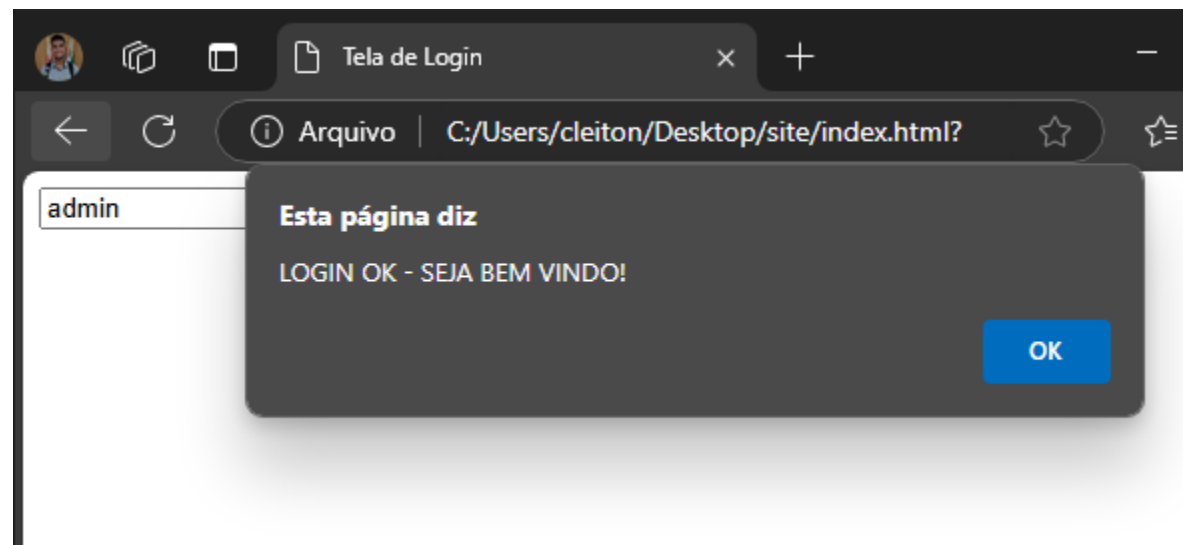 Tela de Login
Arquivo C:/Users/cleiton/Desktop/site/index.html?
admin
Esta página diz
LOGIN OK - SEJA BEM VINDO!
OK